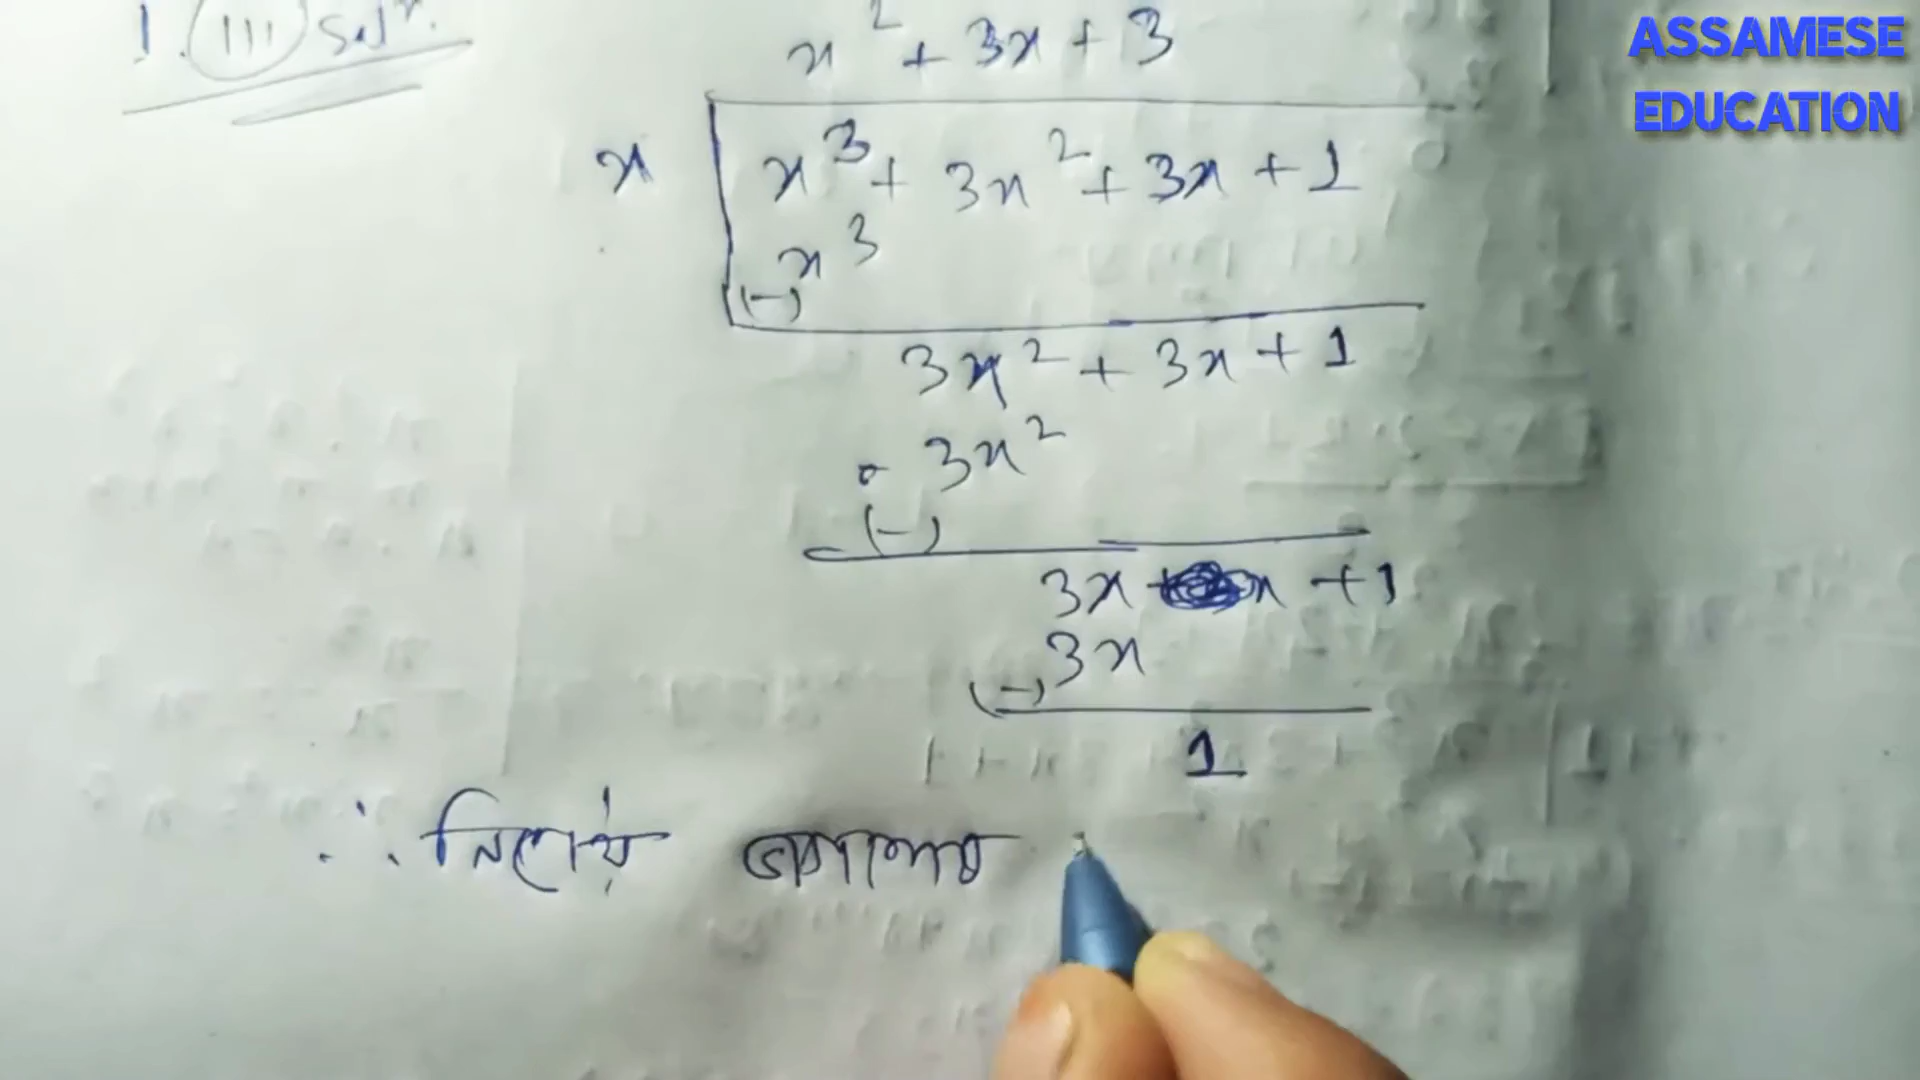 1. (III) Solⁿ.
x² + 3x + 3
x
x³ + 3x² + 3x + 1
x³
(-)
3x² + 3x + 1
3x²
(-)
3x + 1
3x
(-)
1
∴ নিৰ্ণেয়
ASSAMESE
EDUCATION